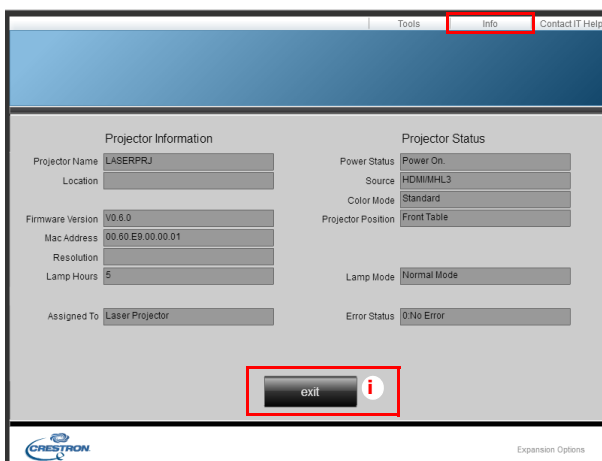 Tools Info Contact IT Help
Projector Information
Projector Name LASERPRJ
Location
Firmware Version V0.6.0
Mac Address 00.60.E9.00.00.01
Resolution
Lamp Hours 5
Assigned To Laser Projector
Projector Status
Power Status Power On.
Source HDMI/MHL3
Color Mode Standard
Projector Position Front Table
Lamp Mode Normal Mode
Error Status 0:No Error
exit i
CRESTRON
Expansion Options